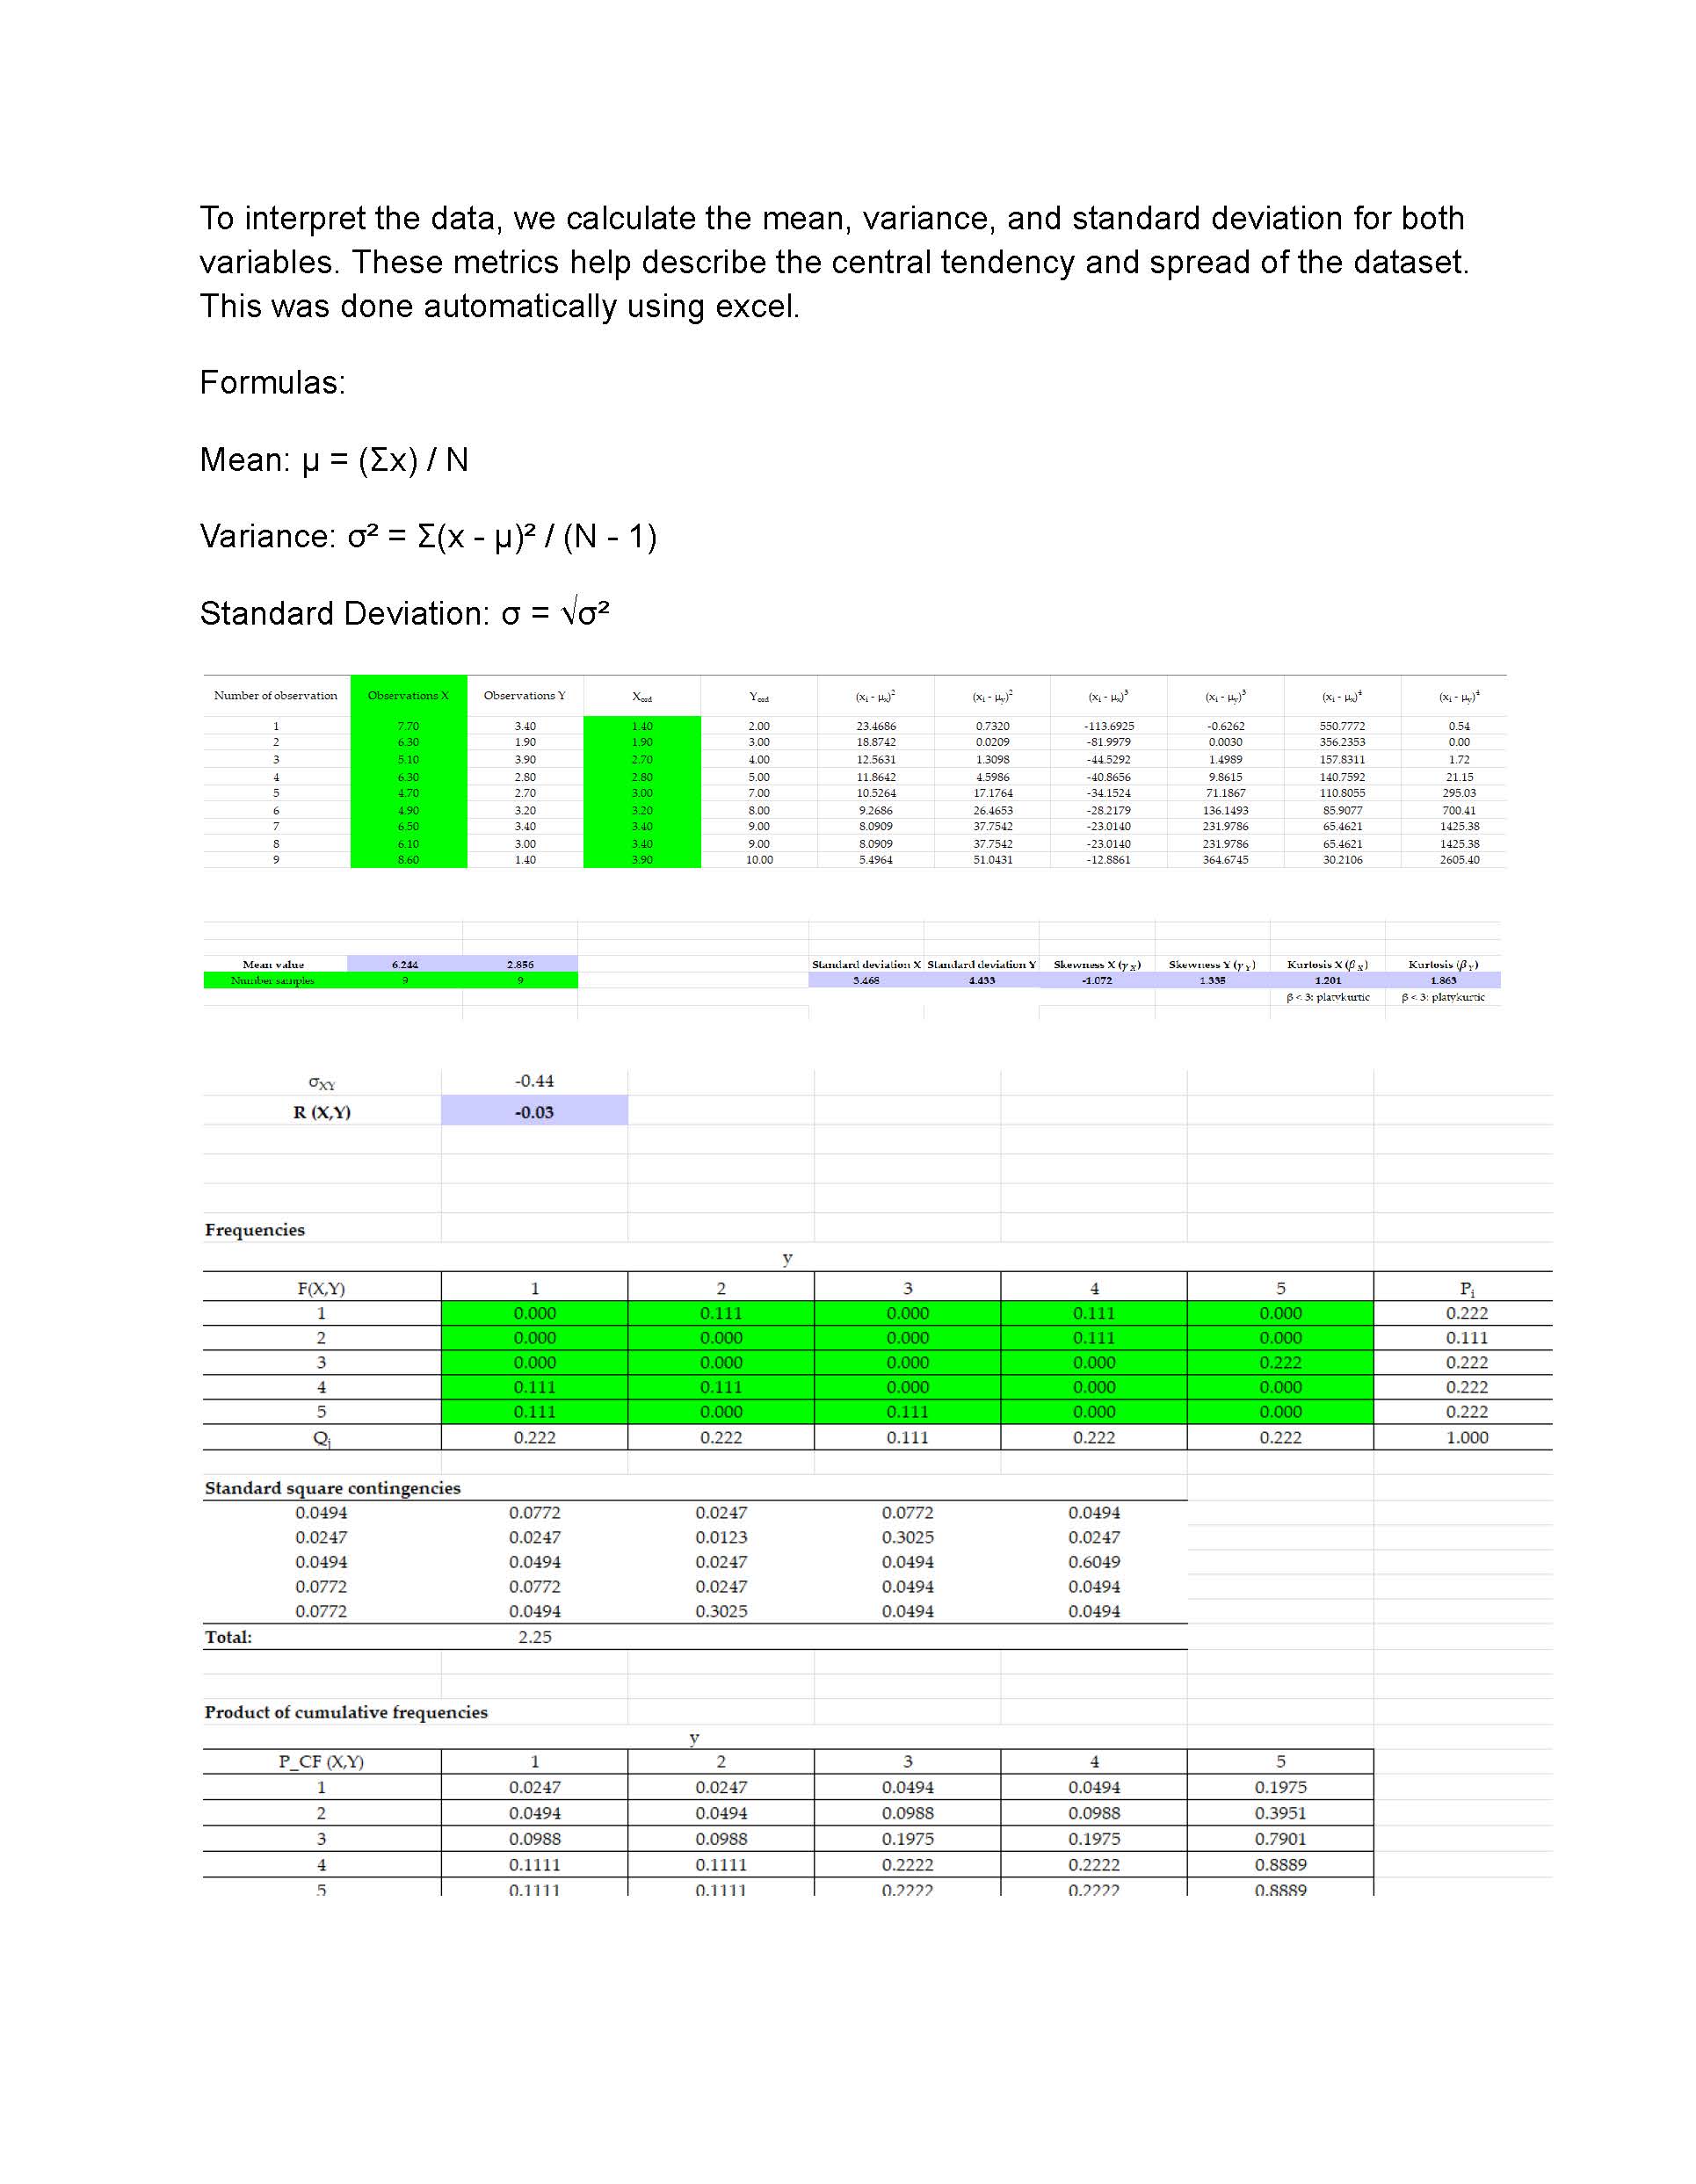 To interpret the data, we calculate the mean, variance, and standard deviation for both
variables. These metrics help describe the central tendency and spread of the dataset.
This was done automatically using excel.
Formulas:
Mean: μ = (Σx) / N
Variance: σ² = Σ(x - μ)² / (N - 1)
Standard Deviation: σ = √σ²
Number of observation Observations X Observations Y Xcod Ycod (xi - μx)² (xi - μy)² (xi - μx)³ (xi - μy)³ (xi - μx)⁴ (xi - μy)⁴
1 7.70 3.40 1.40 2.00 23.4686 0.7320 -113.6925 -0.6262 550.7772 0.54
2 6.30 1.90 1.90 3.00 18.8742 0.0209 -81.9979 0.0030 356.2353 0.00
3 5.10 3.90 2.70 4.00 12.5631 1.3098 -44.5292 1.4989 157.8311 1.72
4 6.30 2.80 2.80 5.00 11.8642 4.5986 -40.8656 9.8615 140.7592 21.15
5 4.70 2.70 3.00 7.00 10.5264 17.1764 -34.1524 71.1867 110.8055 295.03
6 4.90 3.20 3.20 8.00 9.2686 26.4653 -28.2179 136.1493 85.9077 700.41
7 6.50 3.40 3.40 9.00 8.0909 37.7542 -23.0140 231.9786 65.4621 1425.38
8 6.10 3.00 3.40 9.00 8.0909 37.7542 -23.0140 231.9786 65.4621 1425.38
9 8.60 1.40 3.90 10.00 5.4964 51.0431 -12.8861 364.6745 30.2106 2605.40
Mean value 6.244 2.856 Standard deviation X Standard deviation Y Skewness X (γX) Skewness Y (γY) Kurtosis X (βX) Kurtosis (βY)
Number samples 9 9 3.468 4.433 -1.072 1.335 1.201 1.863
β < 3: platykurtic β < 3: platykurtic
σXY -0.44
R (X,Y) -0.03
Frequencies
y
F(X,Y) 1 2 3 4 5 Pi
1 0.000 0.111 0.000 0.111 0.000 0.222
2 0.000 0.000 0.000 0.111 0.000 0.111
3 0.000 0.000 0.000 0.000 0.222 0.222
4 0.111 0.111 0.000 0.000 0.000 0.222
5 0.111 0.000 0.111 0.000 0.000 0.222
Qj 0.222 0.222 0.111 0.222 0.222 1.000
Standard square contingencies
0.0494 0.0772 0.0247 0.0772 0.0494
0.0247 0.0247 0.0123 0.3025 0.0247
0.0494 0.0494 0.0247 0.0494 0.6049
0.0772 0.0772 0.0247 0.0494 0.0494
0.0772 0.0494 0.3025 0.0494 0.0494
Total: 2.25
Product of cumulative frequencies
y
P_CF (X,Y) 1 2 3 4 5
1 0.0247 0.0247 0.0494 0.0494 0.1975
2 0.0494 0.0494 0.0988 0.0988 0.3951
3 0.0988 0.0988 0.1975 0.1975 0.7901
4 0.1111 0.1111 0.2222 0.2222 0.8889
5 0.1111 0.1111 0.2222 0.2222 0.8889